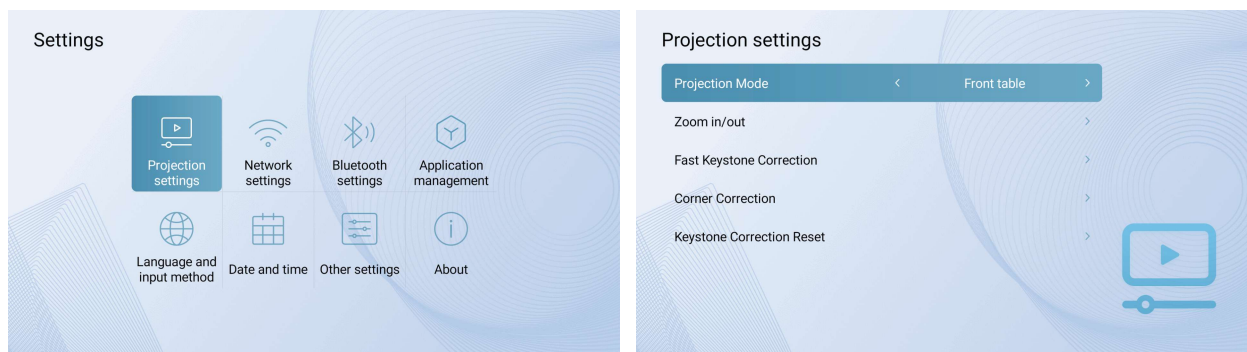 Settings
Projection
settings
Network
settings
Bluetooth
settings
Application
management
Language and
input method
Date and time
Other settings
About
Projection settings
Projection Mode < Front table >
Zoom in/out >
Fast Keystone Correction >
Corner Correction >
Keystone Correction Reset >